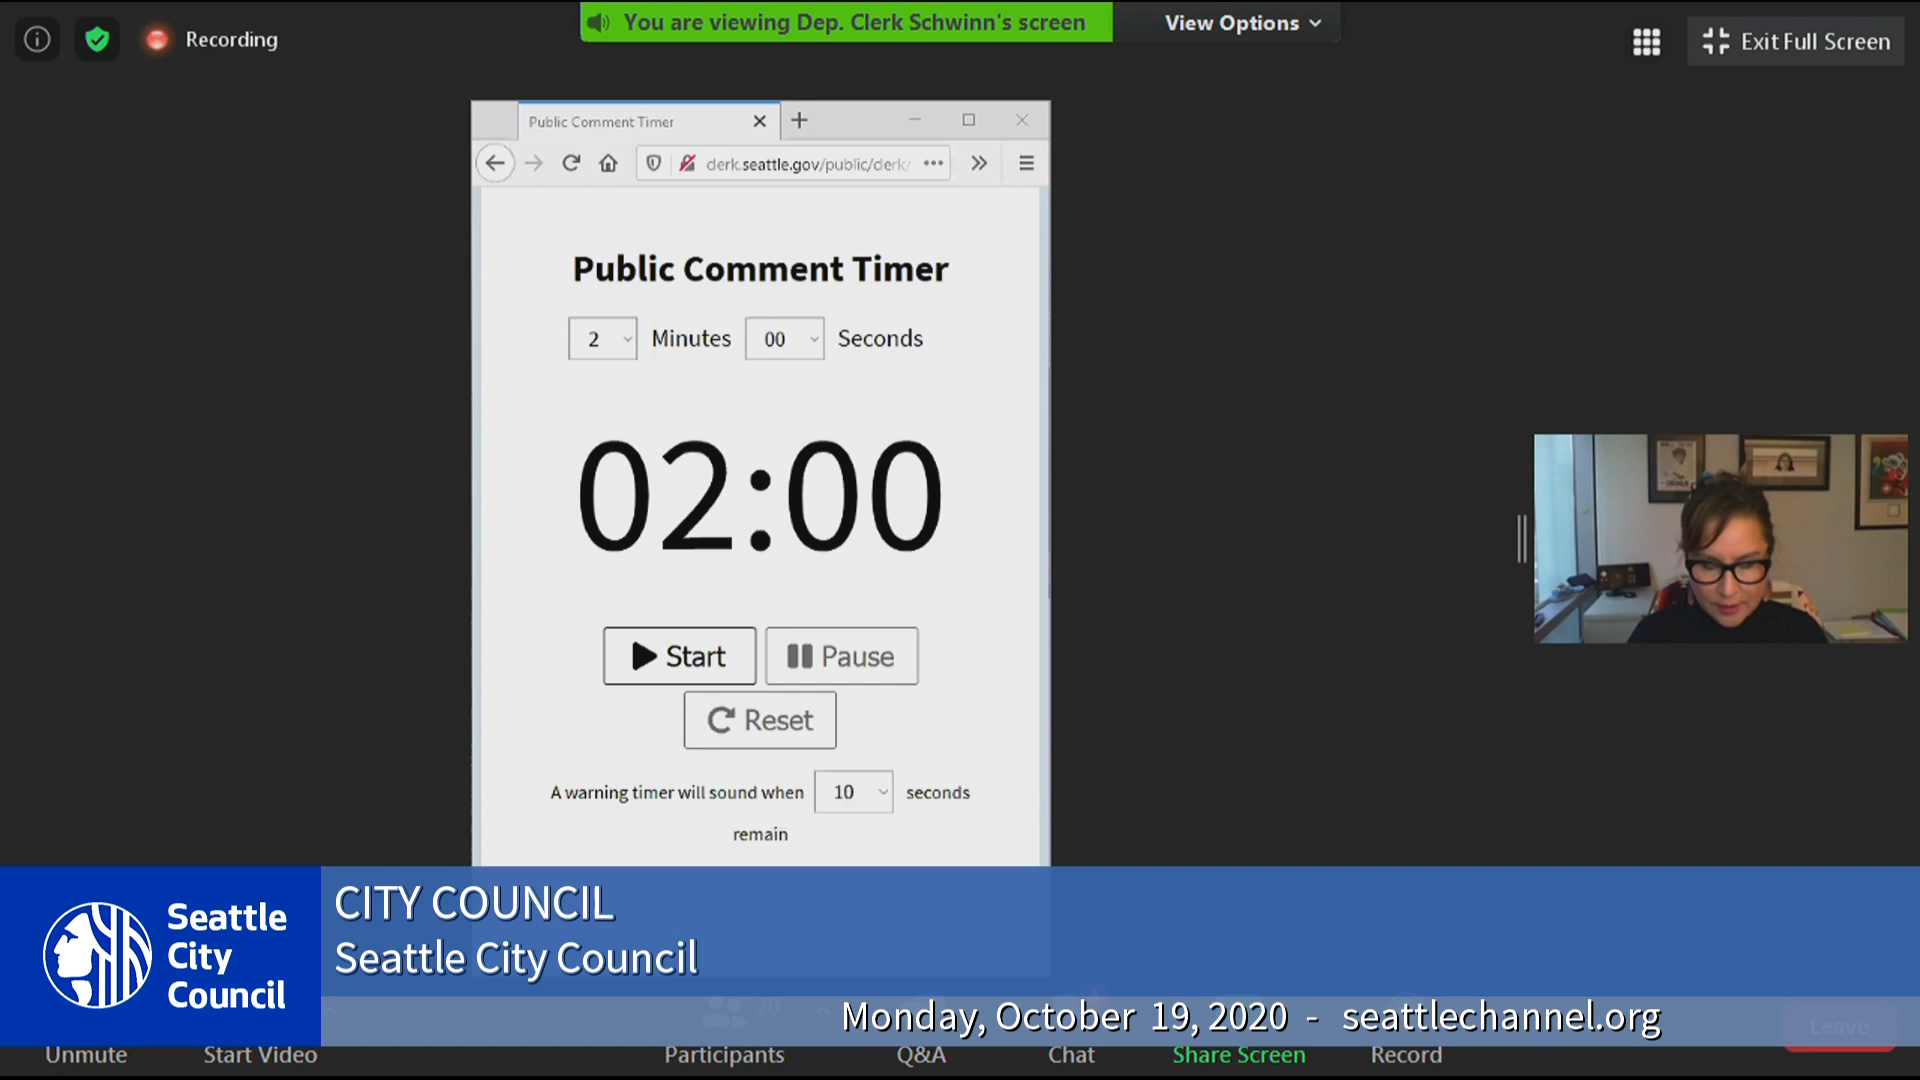 Recording
You are viewing Dep. Clerk Schwinn's screen
View Options
Exit Full Screen
Public Comment Timer
clerk.seattle.gov/public/clerk/
Public Comment Timer
2 Minutes 00 Seconds
02:00
Start Pause
Reset
A warning timer will sound when 10 seconds
remain
Seattle
City
Council
CITY COUNCIL
Seattle City Council
20
Monday, October 19, 2020 - seattlechannel.org
Leave
Unmute Start Video Participants Q&A Chat Share Screen Record